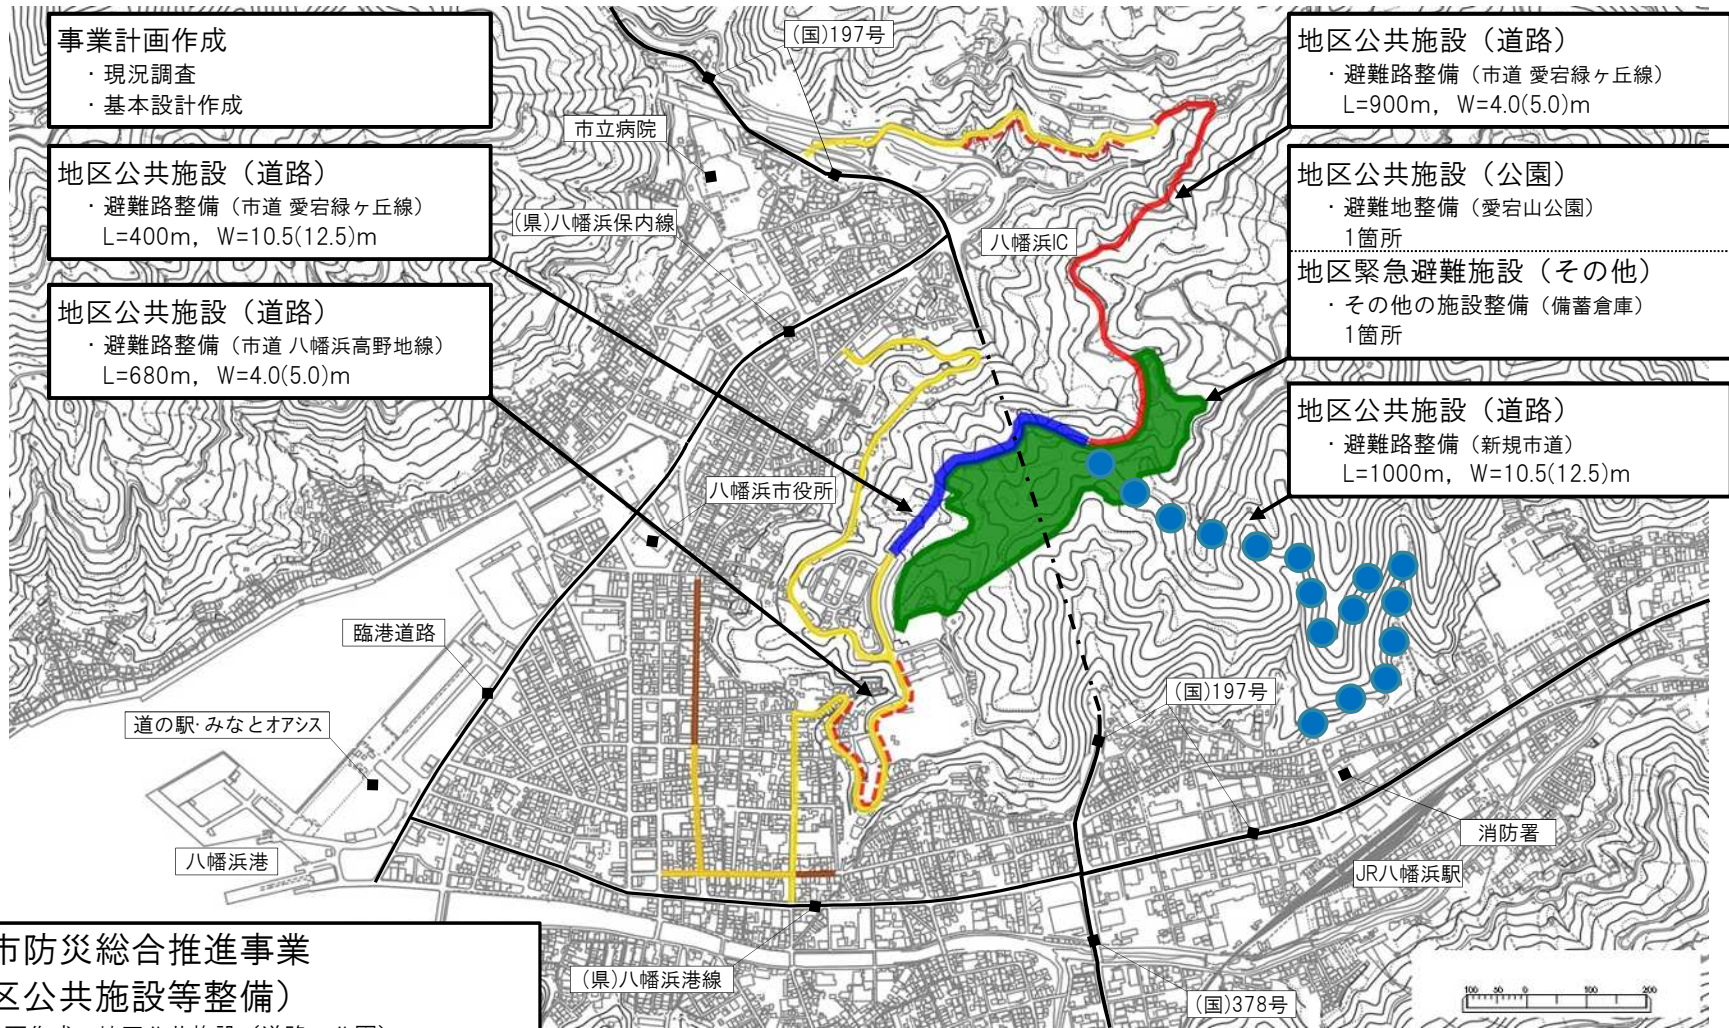 事業計画作成
・現況調査
・基本設計作成
地区公共施設（道路）
・避難路整備（市道 愛宕緑ヶ丘線）
L=400m, W=10.5(12.5)m
地区公共施設（道路）
・避難路整備（市道 八幡浜高野地線）
L=680m, W=4.0(5.0)m
地区公共施設（道路）
・避難路整備（市道 愛宕緑ヶ丘線）
L=900m, W=4.0(5.0)m
地区公共施設（公園）
・避難地整備（愛宕山公園）
1箇所
地区緊急避難施設（その他）
・その他の施設整備（備蓄倉庫）
1箇所
地区公共施設（道路）
・避難路整備（新規市道）
L=1000m, W=10.5(12.5)m
(国)197号
市立病院
(県)八幡浜保内線
八幡浜IC
八幡浜市役所
臨港道路
道の駅・みなとオアシス
八幡浜港
(国)197号
消防署
JR八幡浜駅
(県)八幡浜港線
(国)378号
市防災総合推進事業
区公共施設等整備）
100 50 0 100 200